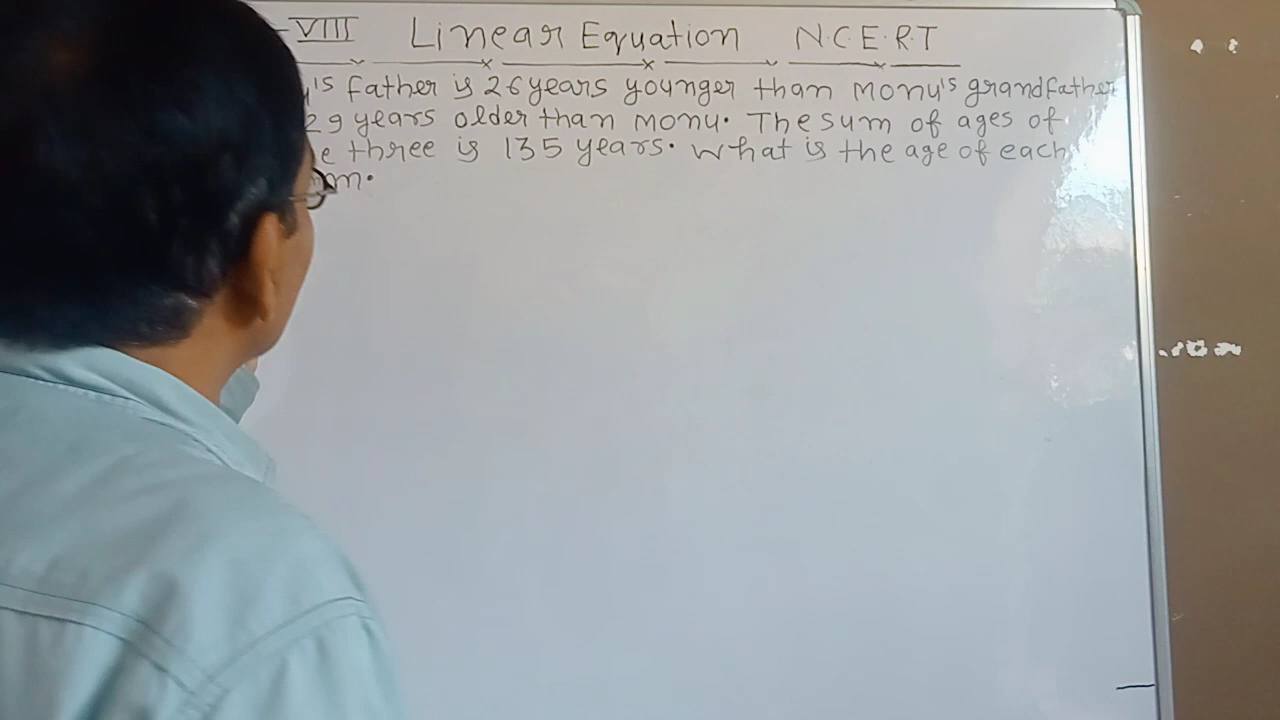 VIII Linear Equation N.C.E.R.T
's father is 26 years younger than monu's grandfather
29 years older than monu. The sum of ages of
three is 135 years. What is the age of each